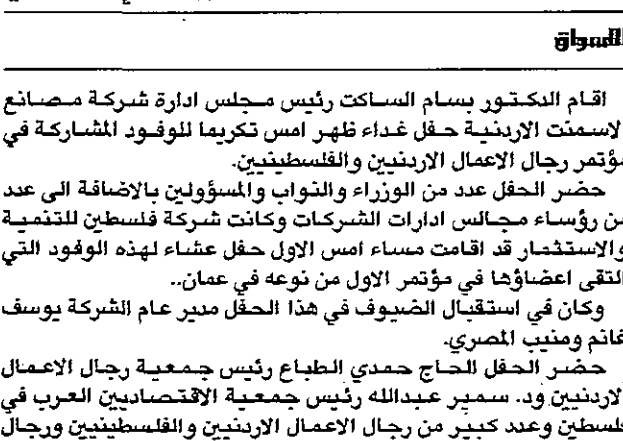 الاسواق
اقام الدكتور بسام الساكت رئيس مجلس ادارة شركة مصانع
الاسمنت الاردنية حفل غداء ظهر امس تكريما للوفود المشاركة في
مؤتمر رجال الاعمال الاردنيين والفلسطينيين.
حضر الحفل عدد من الوزراء والنواب والمسؤولين بالاضافة الى عدد
من رؤساء مجالس ادارات الشركات وكانت شركة فلسطين للتنمية
والاستثمار قد اقامت مساء امس الاول حفل عشاء لهذه الوفود التي
التقى اعضاؤها في مؤتمر الاول من نوعه في عمان..
وكان في استقبال الضيوف في هذا الحفل مدير عام الشركة يوسف
غانم ومنيب المصري.
حضر الحفل الحاج حمدي الطباع رئيس جمعية رجال الاعمال
الاردنيين ود. سمير عبدالله رئيس جمعية الاقتصاديين العرب في
فلسطين وعدد كبير من رجال الاعمال الاردنيين والفلسطينيين ورجال